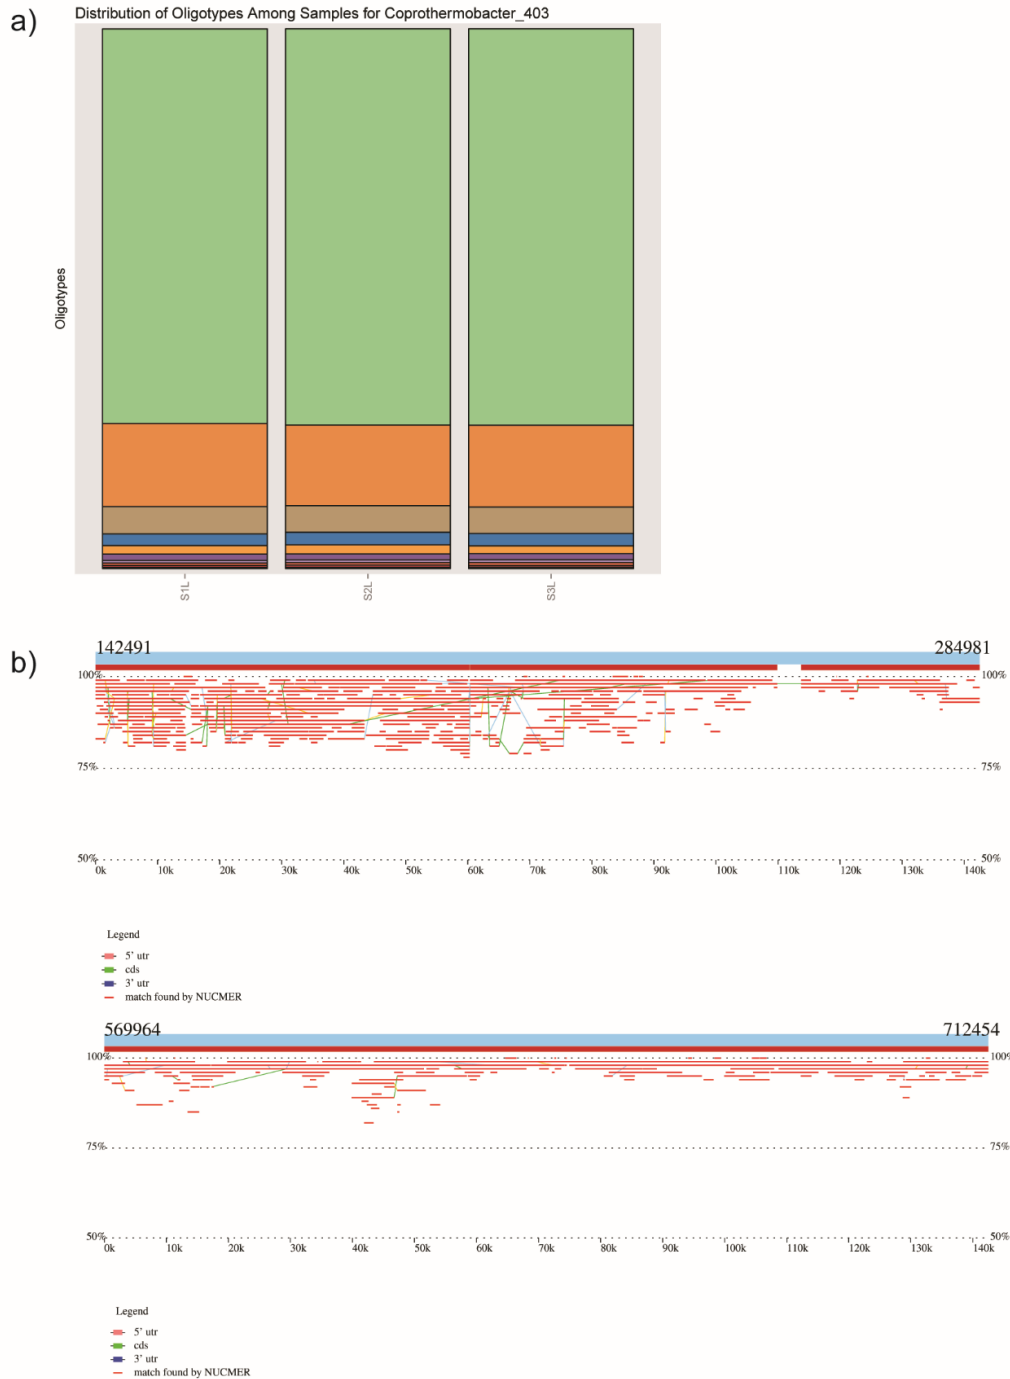 a)
Distribution of Oligotypes Among Samples for Coprothermobacter_403
Oligotypes
S1L
S2L
S3L
b)
142491 284981
100% 100%
75% 75%
50% 50%
0k 10k 20k 30k 40k 50k 60k 70k 80k 90k 100k 110k 120k 130k 140k
Legend
5' utr
cds
3' utr
match found by NUCMER
569964 712454
100% 100%
75% 75%
50% 50%
0k 10k 20k 30k 40k 50k 60k 70k 80k 90k 100k 110k 120k 130k 140k
Legend
5' utr
cds
3' utr
match found by NUCMER